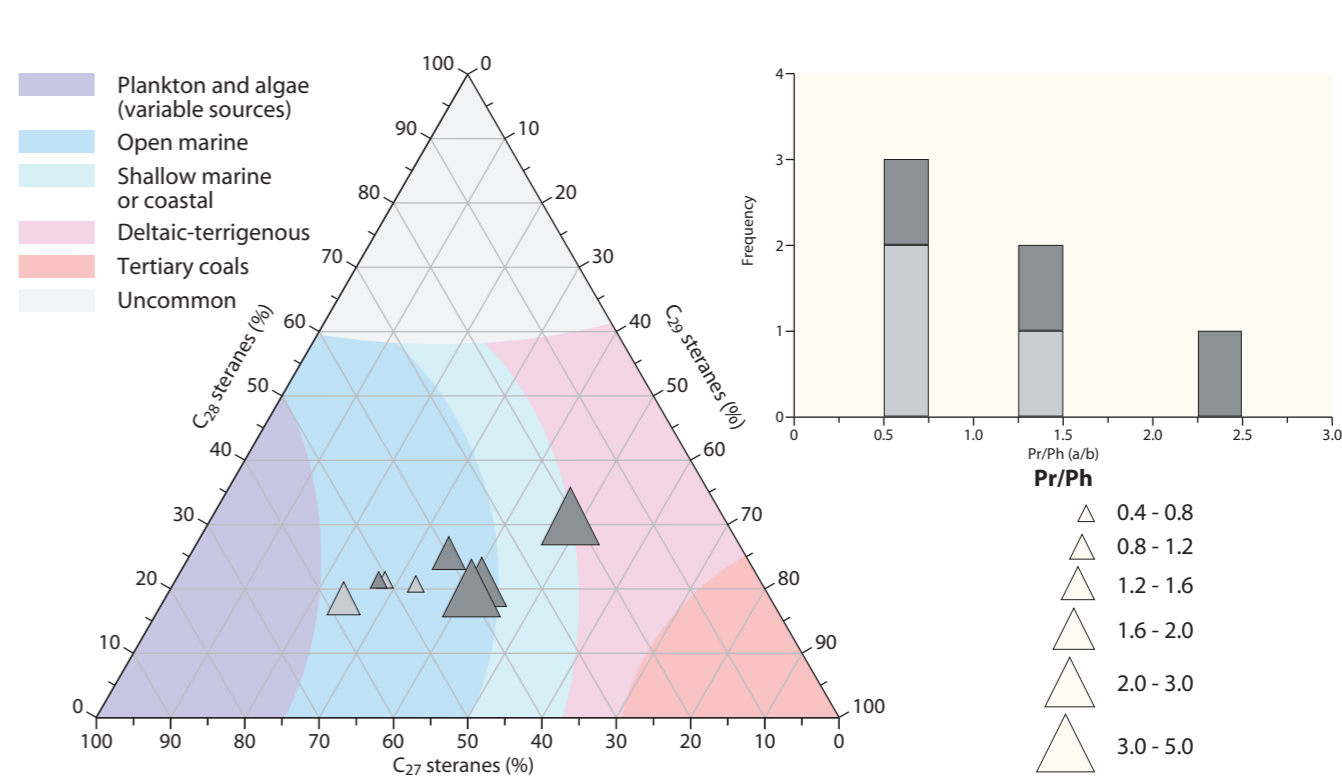 Plankton and algae
(variable sources)
Open marine
Shallow marine
or coastal
Deltaic-terrigenous
Tertiary coals
Uncommon
100 0
90 10
80 20
70 30
60 40
50 50
40 60
30 70
20 80
10 90
0 100
C28 steranes (%)
C29 steranes (%)
100 90 80 70 60 50 40 30 20 10 0
C27 steranes (%)
4
3
2
1
0
Frequency
0 0.5 1.0 1.5 2.0 2.5 3.0
Pr/Ph (a/b)
Pr/Ph
0.4 - 0.8
0.8 - 1.2
1.2 - 1.6
1.6 - 2.0
2.0 - 3.0
3.0 - 5.0